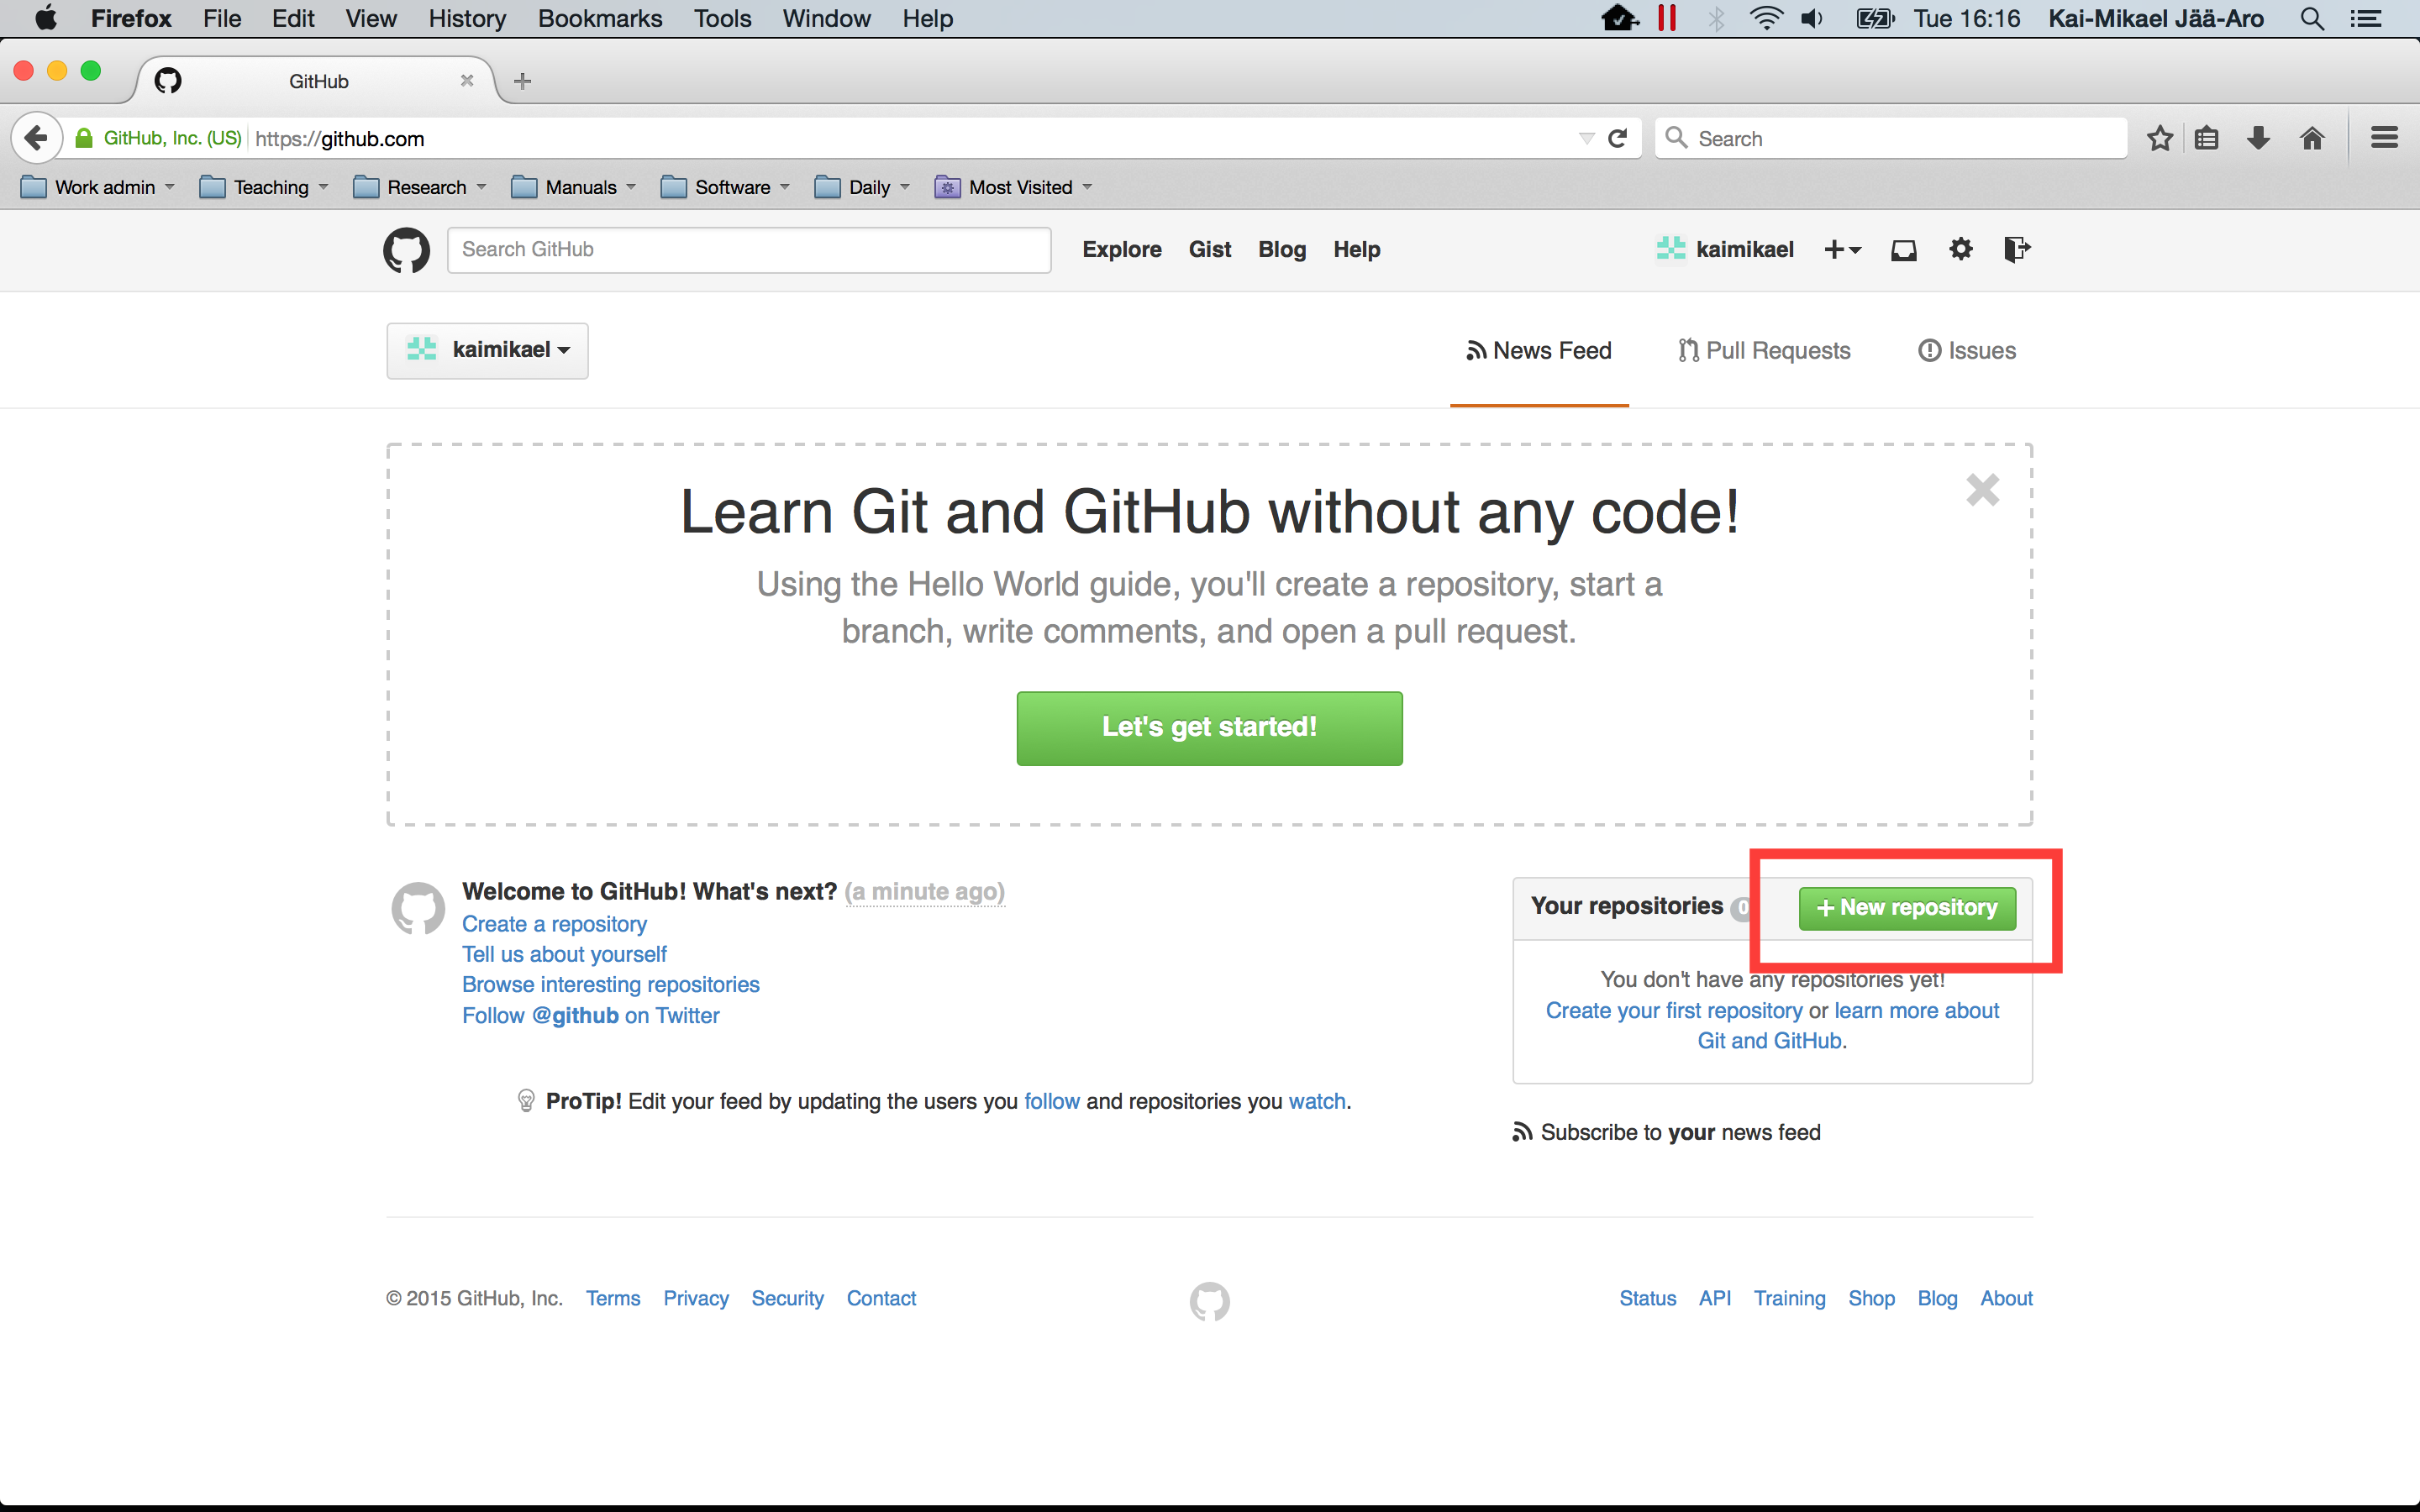 Firefox File Edit View History Bookmarks Tools Window Help Tue 16:16 Kai-Mikael Jää-Aro
GitHub
GitHub, Inc. (US) https://github.com Search
Work admin Teaching Research Manuals Software Daily Most Visited
Search GitHub Explore Gist Blog Help kaimikael
kaimikael News Feed Pull Requests Issues
Learn Git and GitHub without any code!
Using the Hello World guide, you'll create a repository, start a
branch, write comments, and open a pull request.
Let's get started!
Welcome to GitHub! What's next? (a minute ago)
Create a repository
Tell us about yourself
Browse interesting repositories
Follow @github on Twitter
ProTip! Edit your feed by updating the users you follow and repositories you watch.
Your repositories 0 + New repository
You don't have any repositories yet!
Create your first repository or learn more about
Git and GitHub.
Subscribe to your news feed
© 2015 GitHub, Inc. Terms Privacy Security Contact Status API Training Shop Blog About